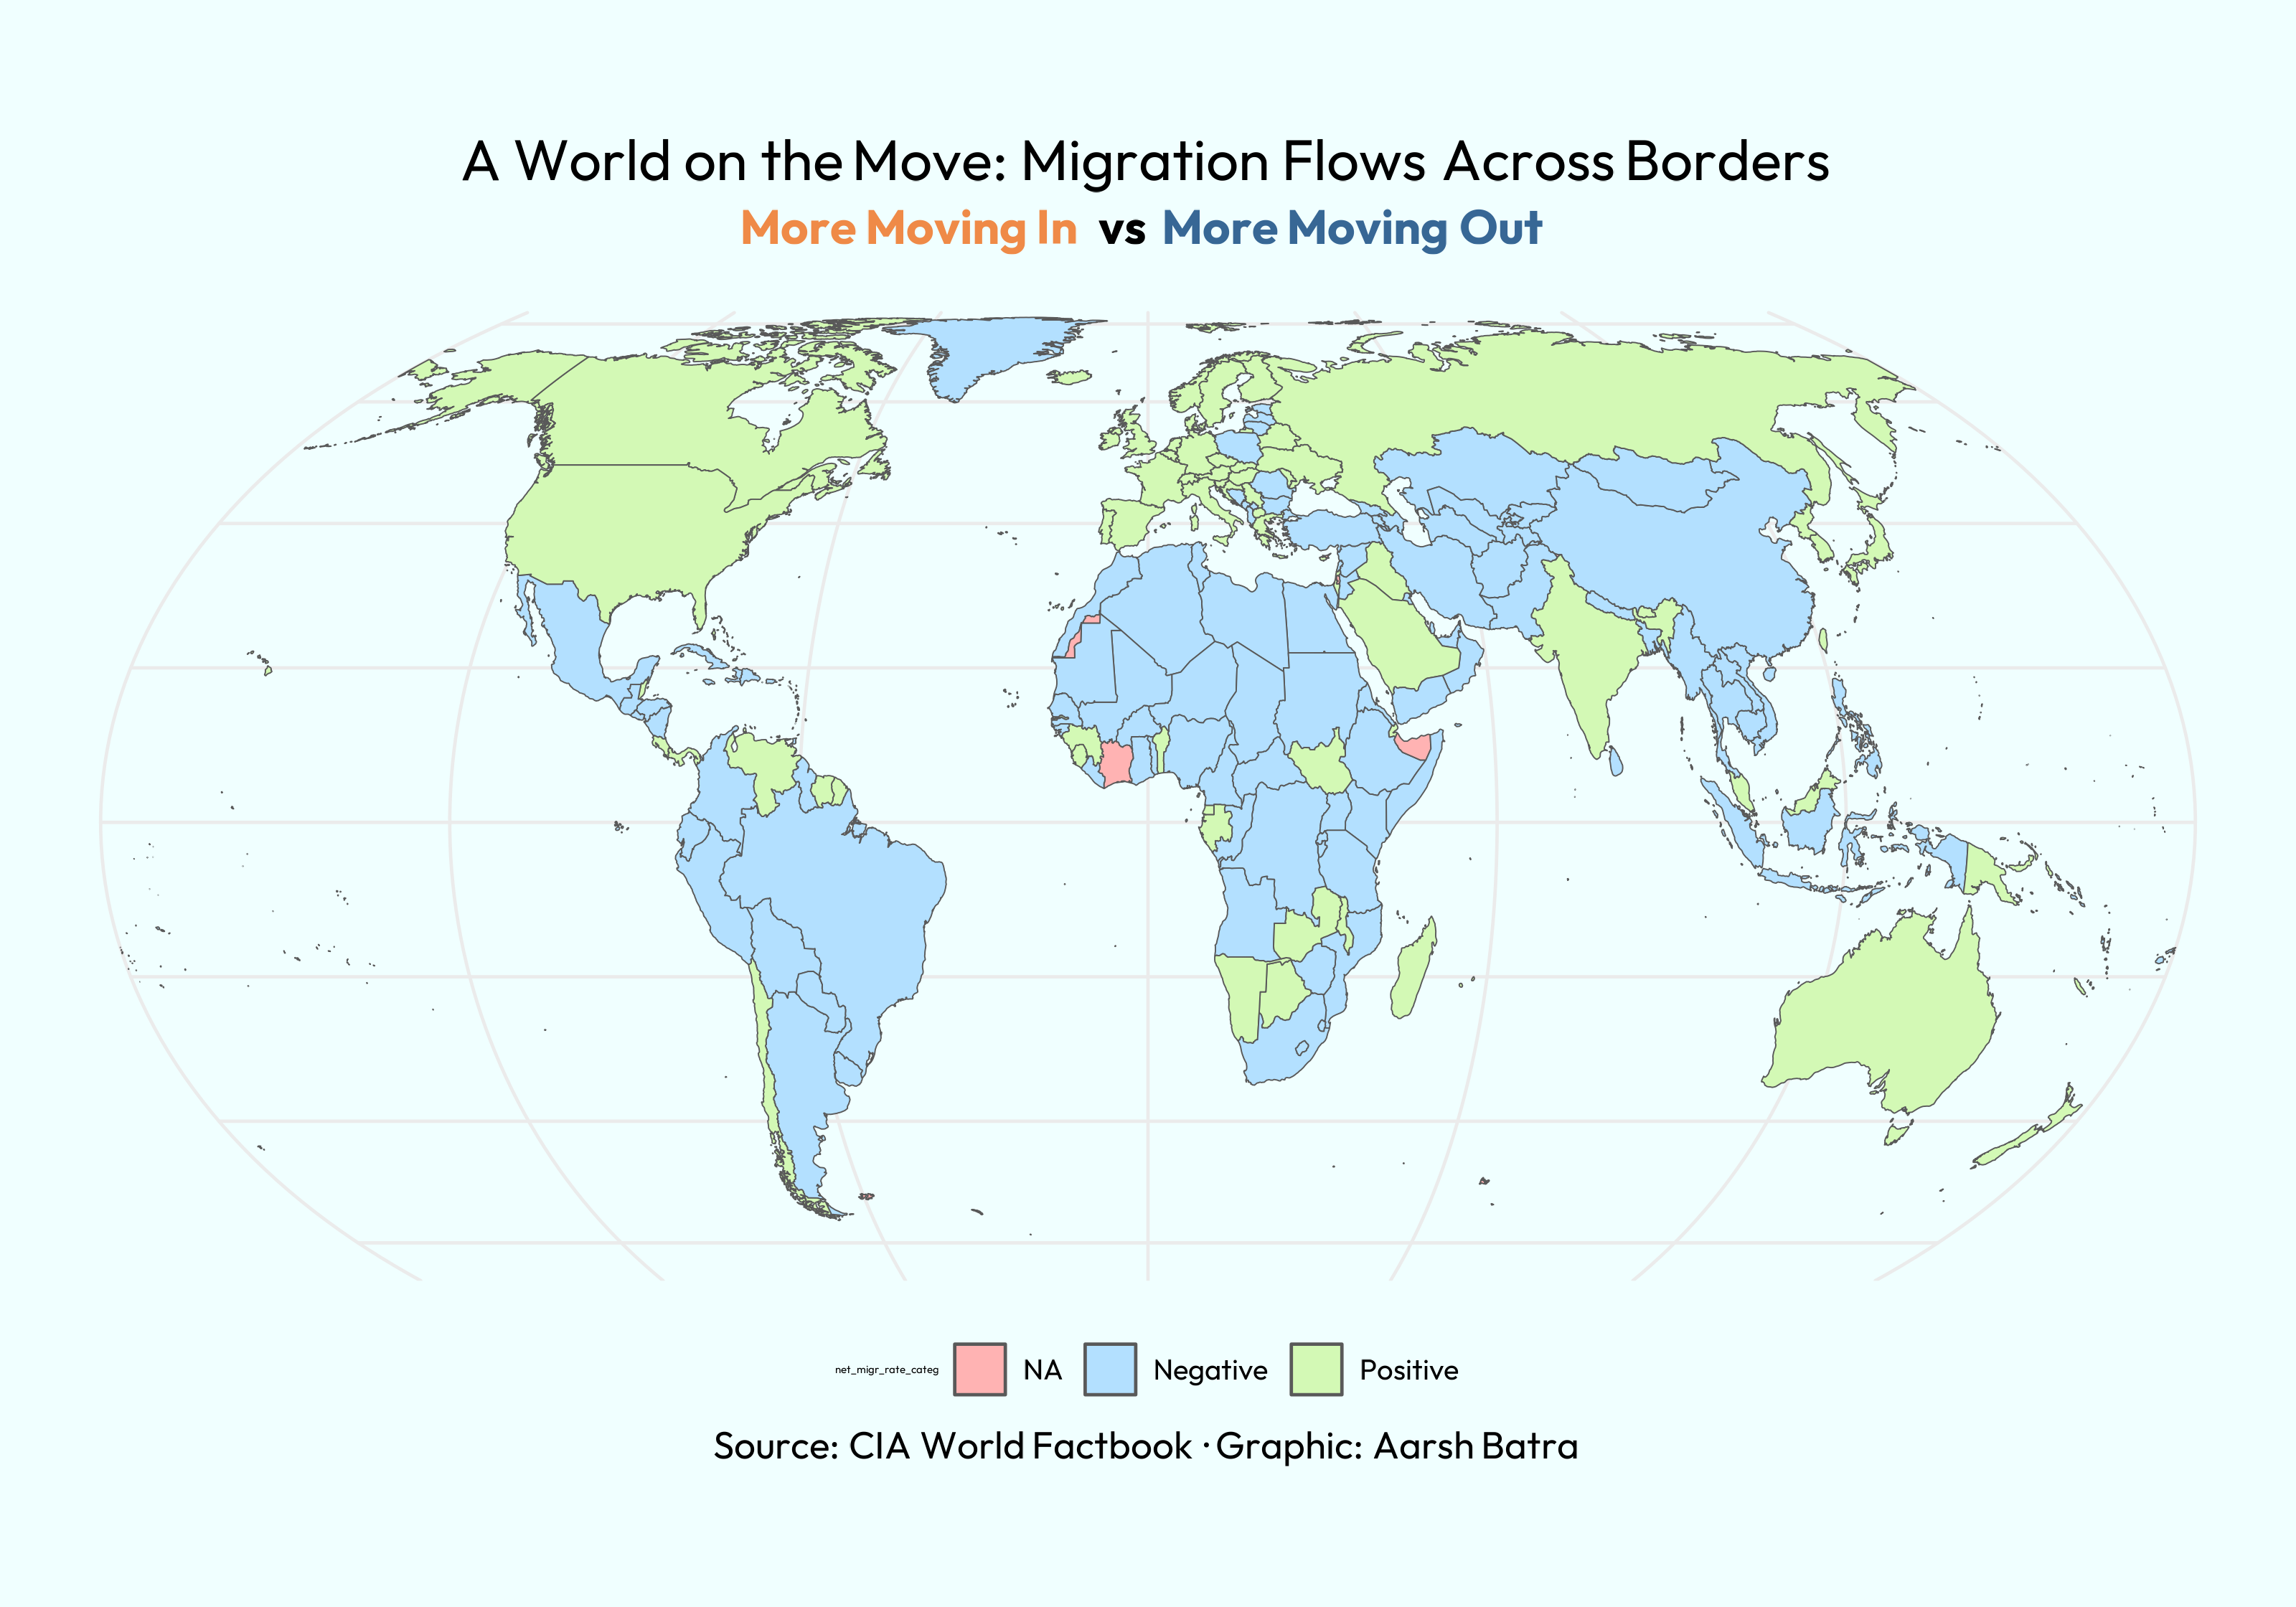 A World on the Move: Migration Flows Across Borders
More Moving In vs More Moving Out
net_migr_rate_categ NA Negative Positive
Source: CIA World Factbook · Graphic: Aarsh Batra